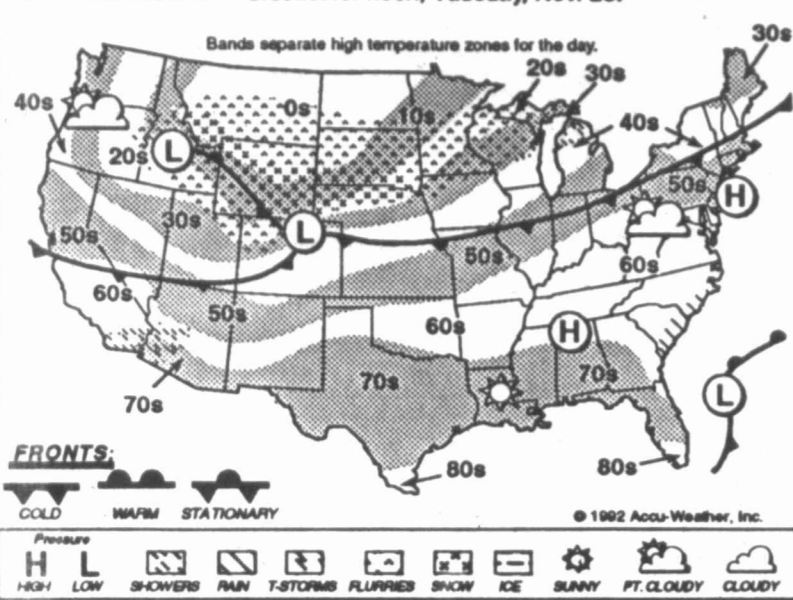 Bands separate high temperature zones for the day.
30s
20s
30s
40s
0s
10s
40s
20s
L
50s
H
30s
L
50s
50s
60s
60s
50s
60s
H
70s
70s
70s
L
80s
80s
FRONTS:
COLD WARM STATIONARY
© 1992 Accu-Weather, Inc.
Pressure
H L
HIGH LOW SHOWERS RAIN T-STORMS FLURRIES SNOW ICE SUNNY PT. CLOUDY CLOUDY